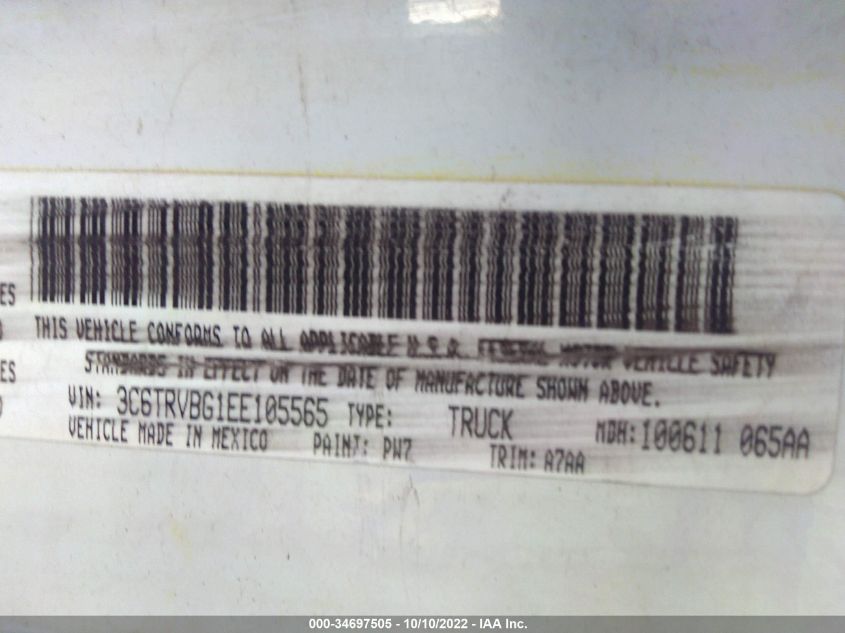 ES
THIS VEHICLE CONFORMS TO ALL APPLICABLE U.S.A. FEDERAL MOTOR VEHICLE SAFETY
ES
STANDARDS IN EFFECT ON THE DATE OF MANUFACTURE SHOWN ABOVE.
VIN: 3C6TRVBG1EE105565 TYPE: TRUCK MDH:100611 065AA
VEHICLE MADE IN MEXICO PAINT: PW7 TRIM: A7AA
000-34697505 - 10/10/2022 - IAA Inc.